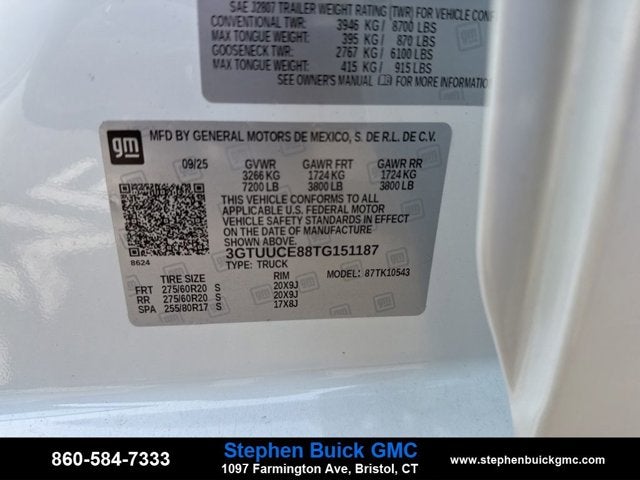 SAE J2807 TRAILER WEIGHT RATING (TWR) FOR VEHICLE CONF
CONVENTIONAL TWR: 3946 KG/ 8700 LBS
MAX TONGUE WEIGHT: 395 KG/ 870 LBS
GOOSENECK TWR: 2767 KG/ 6100 LBS
MAX TONGUE WEIGHT: 415 KG/ 915 LBS
SEE OWNER'S MANUAL FOR MORE INFORMATION
gm
MFD BY GENERAL MOTORS DE MEXICO, S. DE R.L. DE C.V.
09/25 GVWR GAWR FRT GAWR RR
3266 KG 1724 KG 1724 KG
7200 LB 3800 LB 3800 LB
THIS VEHICLE CONFORMS TO ALL
APPLICABLE U.S. FEDERAL MOTOR
VEHICLE SAFETY STANDARDS IN EFFECT
ON THE DATE OF MANUFACTURE SHOWN
ABOVE.
3GTUUCE88TG151187
8624
TYPE: TRUCK
MODEL: 87TK10543
TIRE SIZE RIM
FRT 275/60R20 S 20X9J
RR 275/60R20 S 20X9J
SPA 255/80R17 S 17X8J
860-584-7333
Stephen Buick GMC
1097 Farmington Ave, Bristol, CT
www.stephenbuickgmc.com